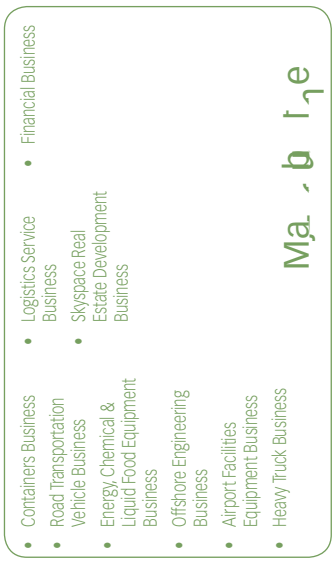 Containers Business
Road Transportation
Vehicle Business
Energy, Chemical &
Liquid Food Equipment
Business
Offshore Engineering
Business
Airport Facilities
Equipment Business
Heavy Truck Business
Logistics Service
Business
Skyspace Real
Estate Development
Business
Financial Business